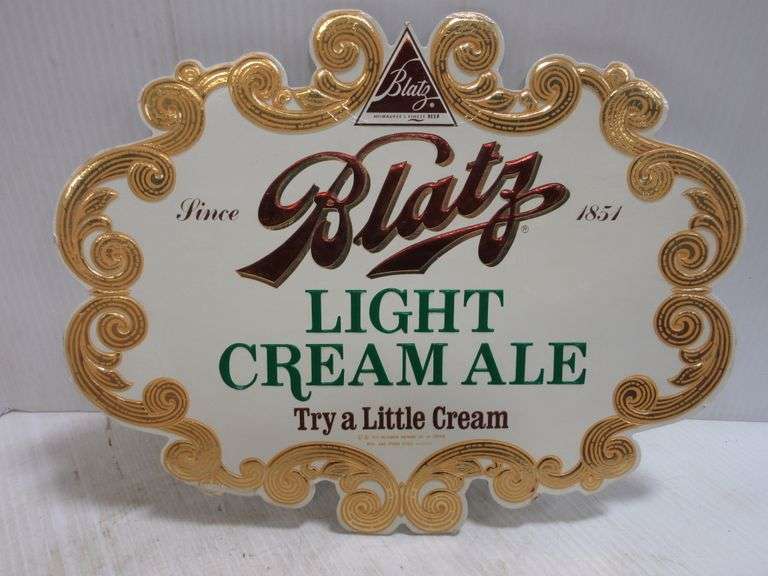 Blatz
MILWAUKEE'S FINEST BEER
Since Blatz ® 1851
LIGHT
CREAM ALE
Try a Little Cream